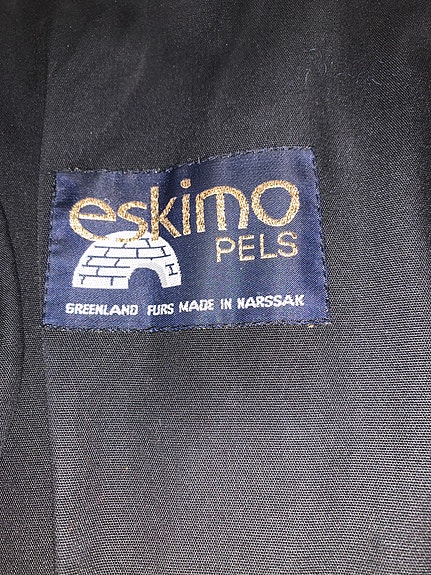 eskimo
PELS
GREENLAND FURS MADE IN NARSSAK